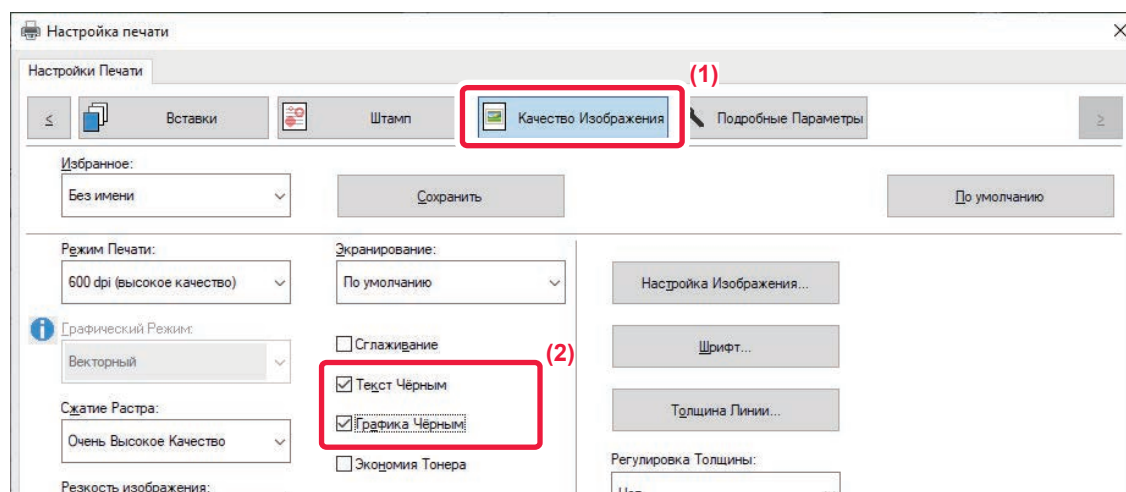 Настройка печати
Настройки Печати
(1)
<
Вставки
Штамп
Качество Изображения
Подробные Параметры
>
Избранное:
Без имени
Сохранить
По умолчанию
Режим Печати:
Экранирование:
600 dpi (высокое качество)
По умолчанию
Настройка Изображения...
Графический Режим:
Векторный
Сглаживание
(2)
Шрифт...
Текст Чёрным
Сжатие Растра:
Графика Чёрным
Толщина Линии...
Очень Высокое Качество
Экономия Тонера
Регулировка Толщины:
Резкость изображения: